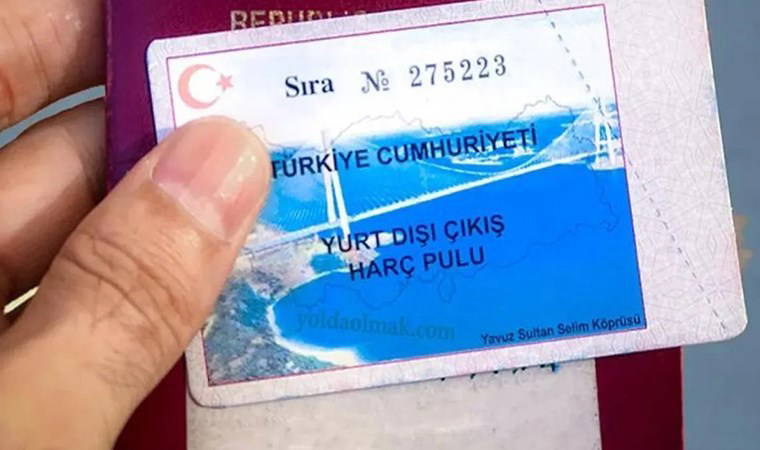 Sıra № 275223
TÜRKİYE CUMHURİYETİ
YURT DIŞI ÇIKIŞ
HARÇ PULU
yoldaolmak.com
Yavuz Sultan Selim Köprüsü